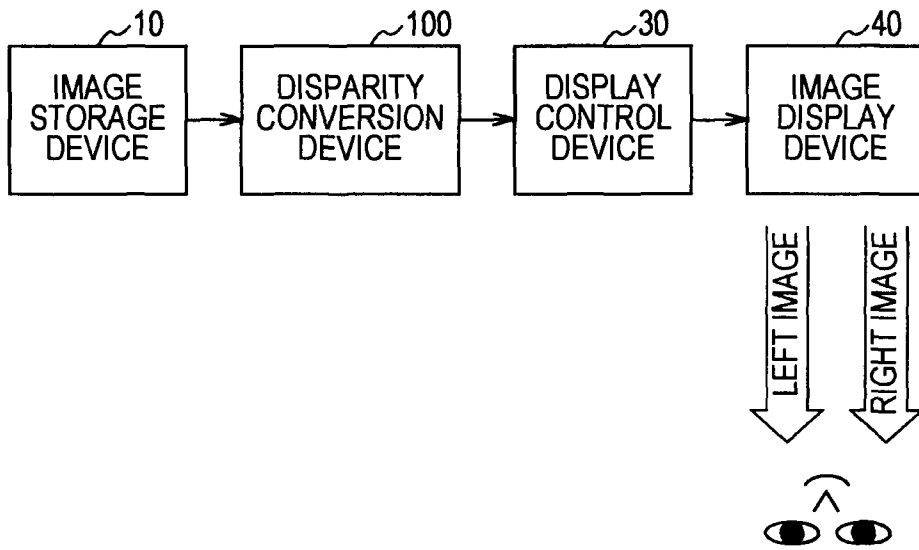 10
100
30
40
IMAGE
STORAGE
DEVICE
DISPARITY
CONVERSION
DEVICE
DISPLAY
CONTROL
DEVICE
IMAGE
DISPLAY
DEVICE
LEFT IMAGE
RIGHT IMAGE